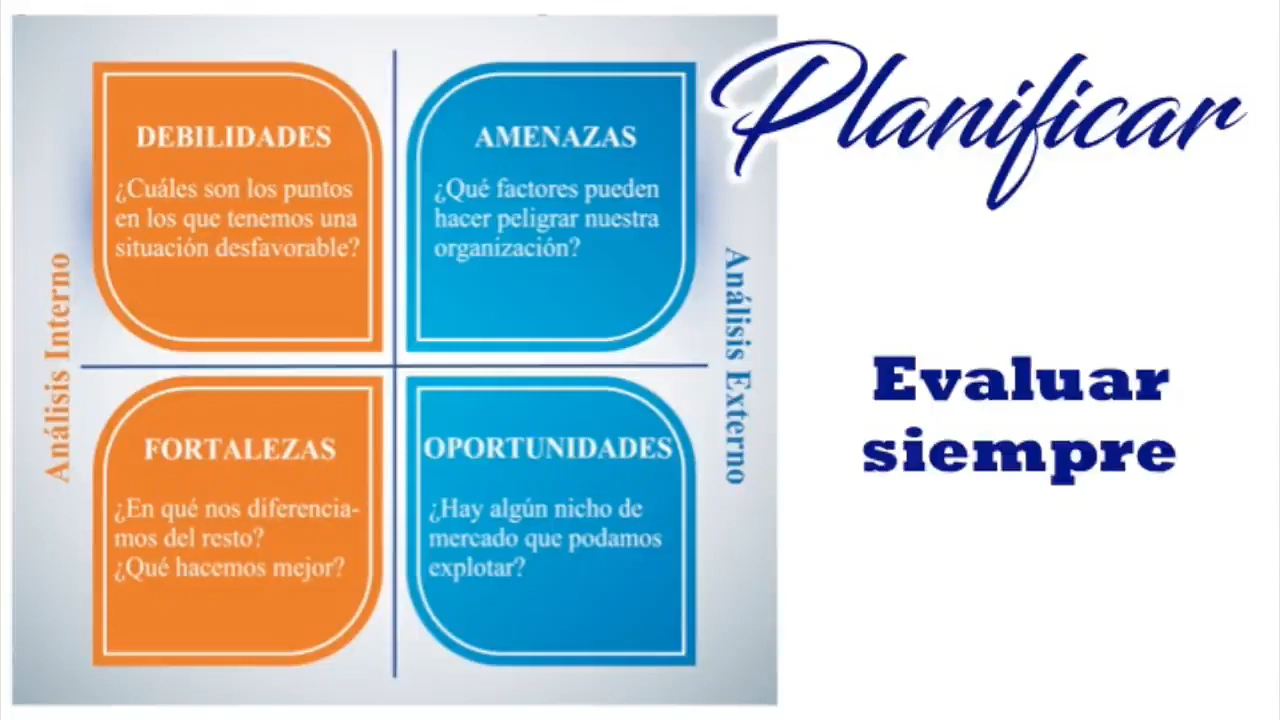 Planificar
DEBILIDADES
¿Cuáles son los puntos
en los que tenemos una
situación desfavorable?
AMENAZAS
¿Qué factores pueden
hacer peligrar nuestra
organización?
Análisis Interno
Análisis Externo
FORTALEZAS
¿En qué nos diferencia-
mos del resto?
¿Qué hacemos mejor?
OPORTUNIDADES
¿Hay algún nicho de
mercado que podamos
explotar?
Evaluar
siempre